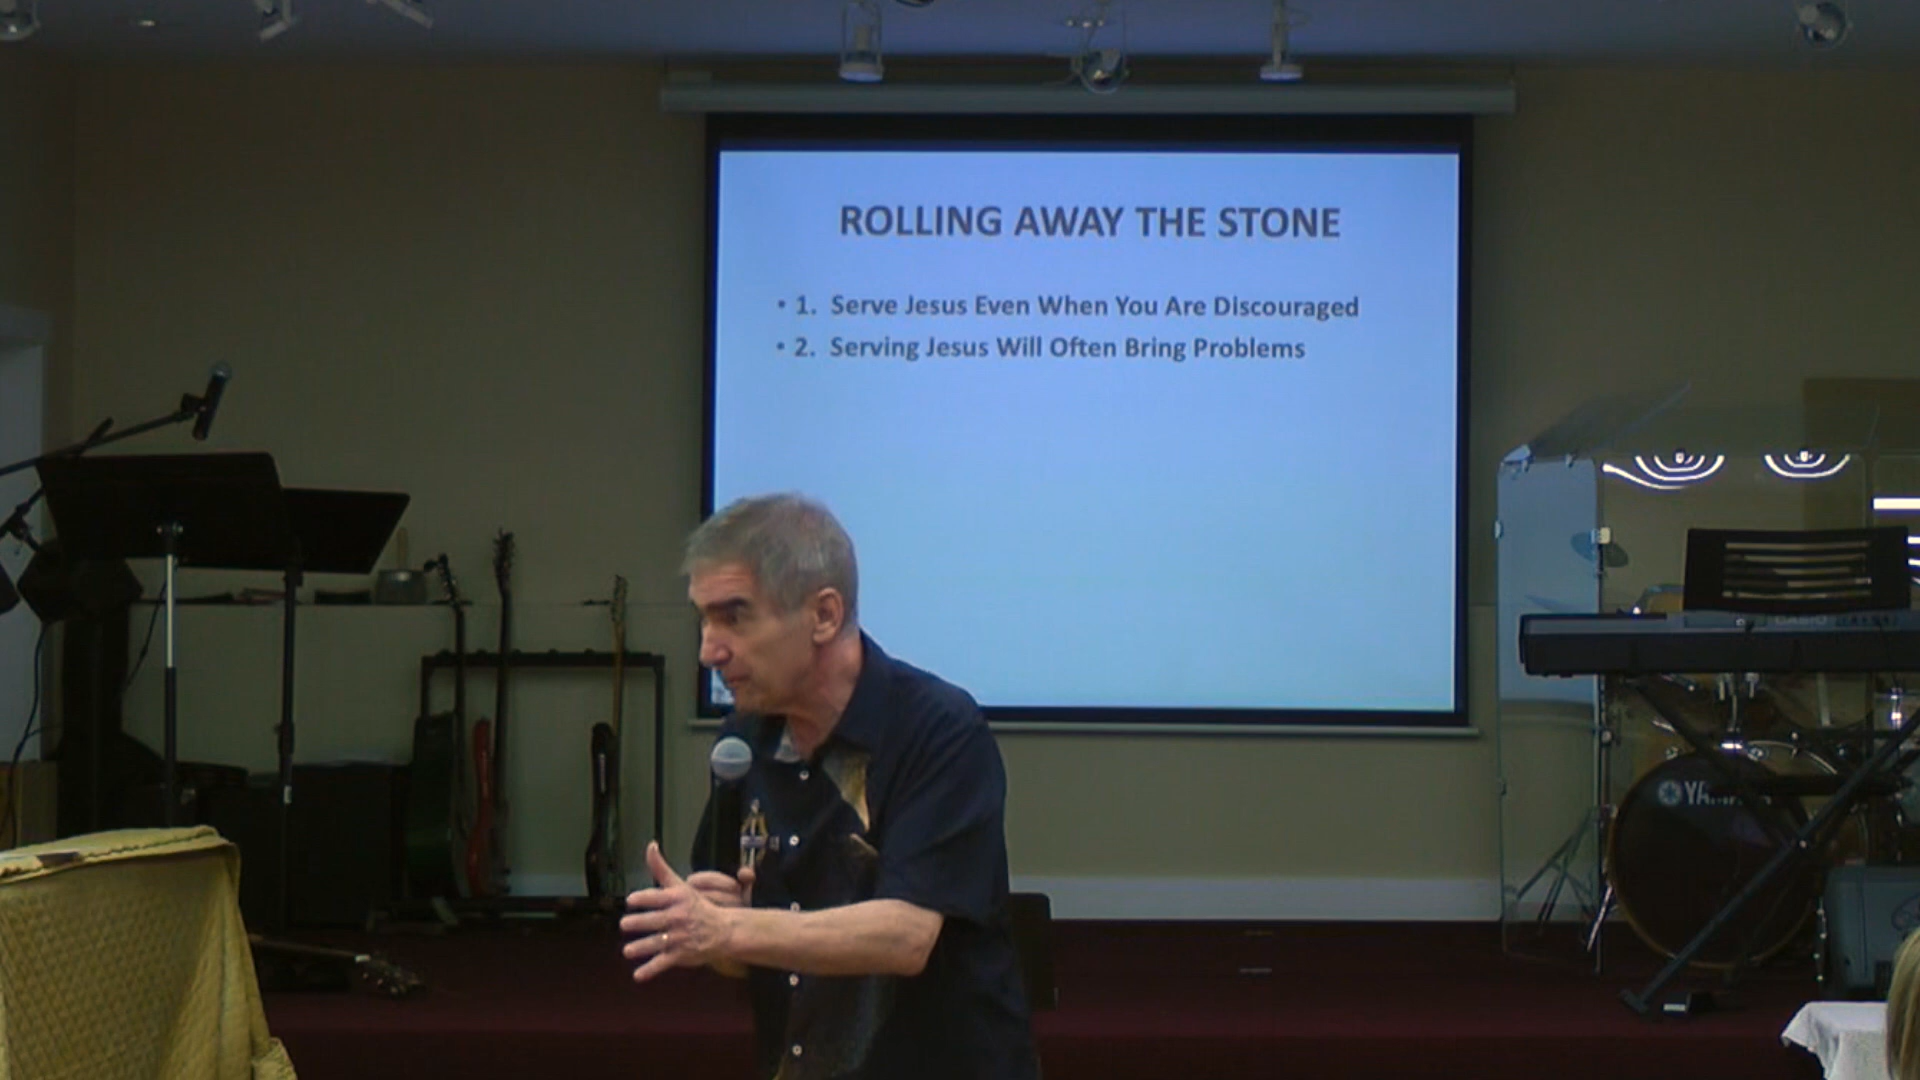 ROLLING AWAY THE STONE
• 1. Serve Jesus Even When You Are Discouraged
• 2. Serving Jesus Will Often Bring Problems
CASIO